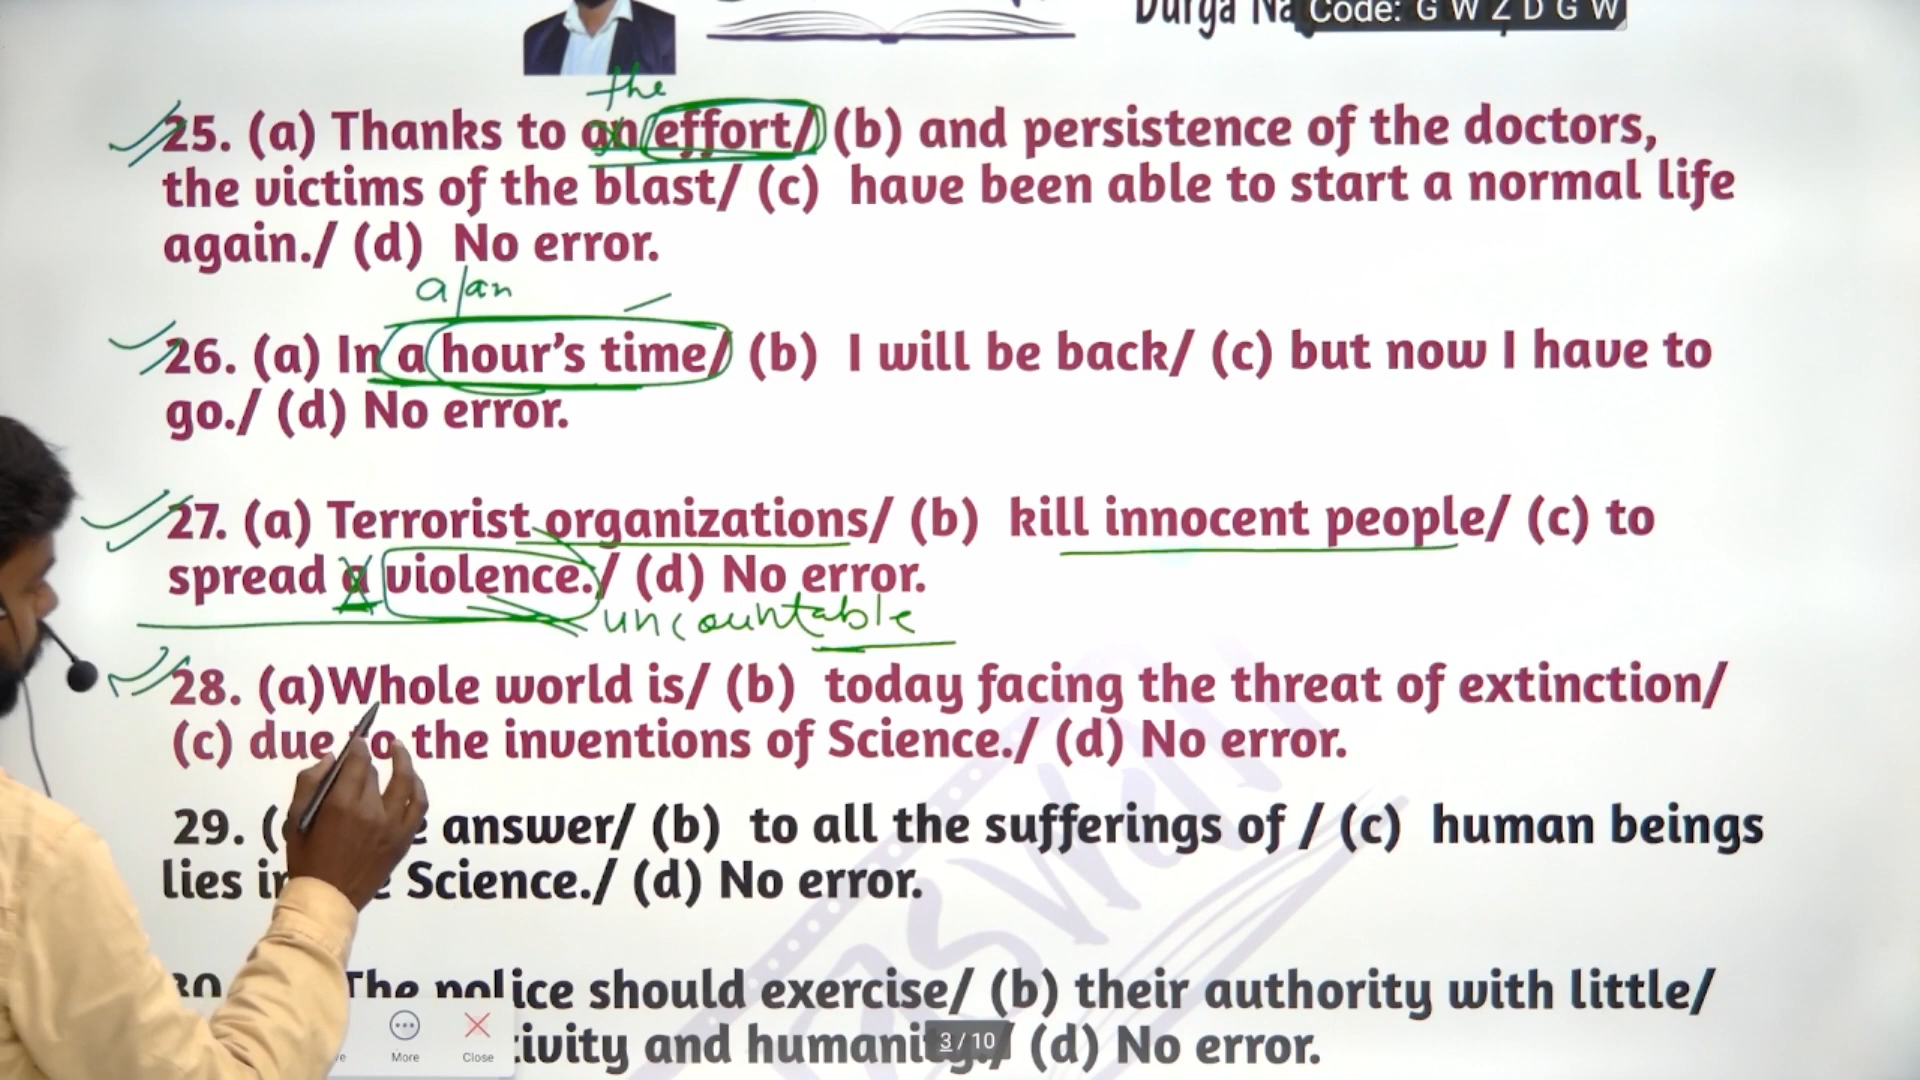 Durga Na Code: G W Z D G W
the
25. (a) Thanks to an effort/ (b) and persistence of the doctors,
the victims of the blast/ (c) have been able to start a normal life
again./ (d) No error.
a/an
26. (a) In a hour's time/ (b) I will be back/ (c) but now I have to
go./ (d) No error.
27. (a) Terrorist organizations/ (b) kill innocent people/ (c) to
spread a violence./ (d) No error.
uncountable
28. (a)Whole world is/ (b) today facing the threat of extinction/
(c) due to the inventions of Science./ (d) No error.
29. answer/ (b) to all the sufferings of / (c) human beings
lies Science./ (d) No error.
30 The police should exercise/ (b) their authority with little/
and (d) No error.
More Close 3/10